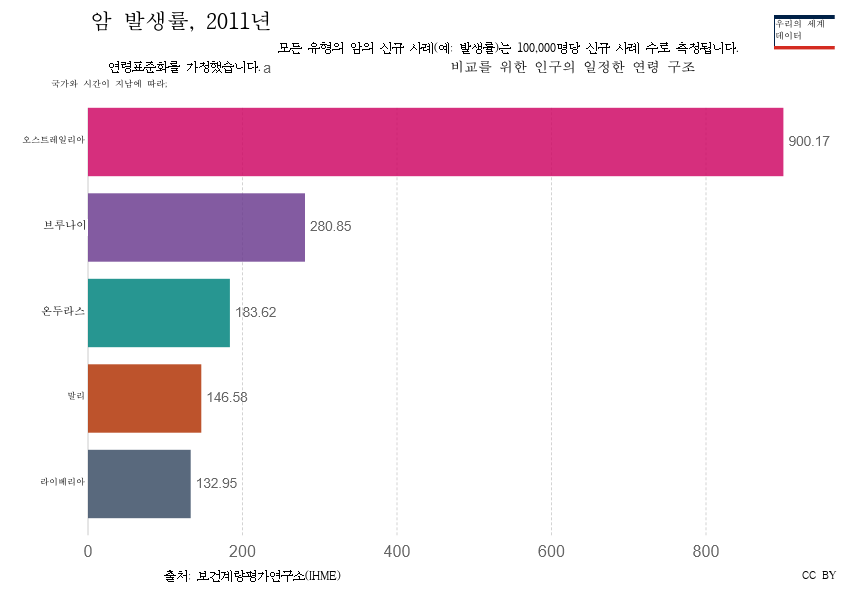 암 발생률, 2011년
우리의 세계
데이터
모든 유형의 암의 신규 사례(예: 발생률)는 100,000명당 신규 사례 수로 측정됩니다.
연령표준화를 가정했습니다. a 비교를 위한 인구의 일정한 연령 구조
국가와 시간이 지남에 따라;
오스트레일리아 900.17
브루나이 280.85
온두라스 183.62
말리 146.58
라이베리아 132.95
0 200 400 600 800
출처: 보건계량평가연구소(IHME) CC BY